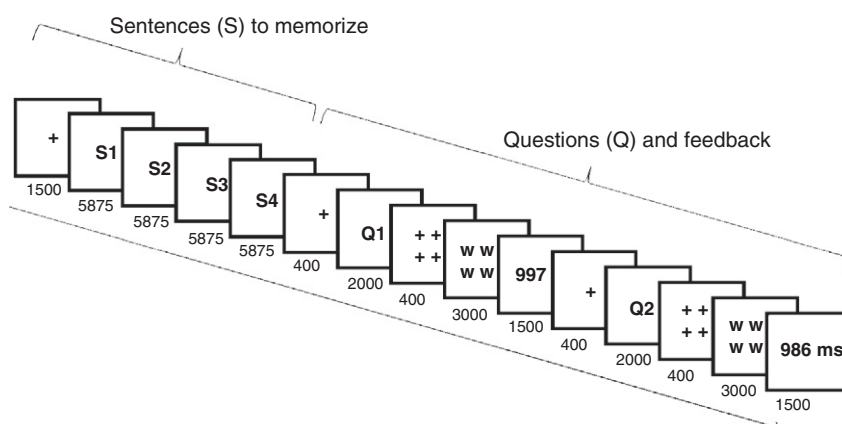 Sentences (S) to memorize
Questions (Q) and feedback
+
1500
S1
5875
S2
5875
S3
5875
S4
5875
+
400
Q1
2000
+ +
+ +
400
w w
w w
3000
997
1500
+
400
Q2
2000
+ +
+ +
400
w w
w w
3000
986 ms
1500